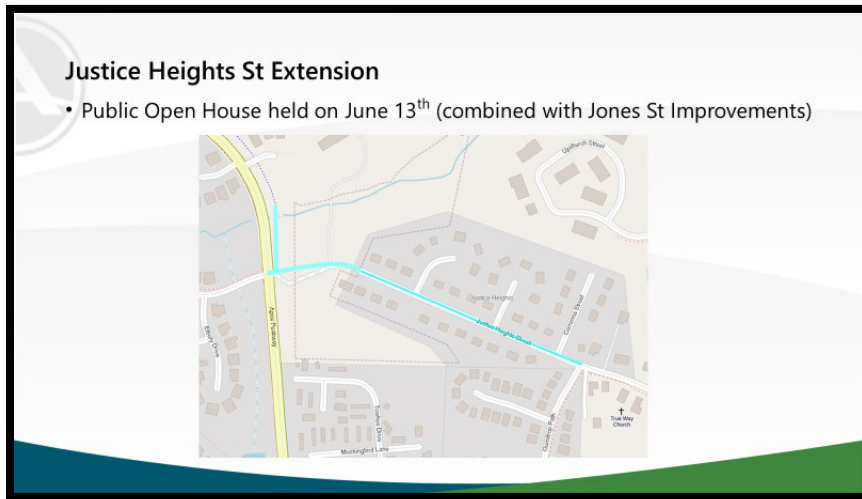 Justice Heights St Extension
• Public Open House held on June 13th (combined with Jones St Improvements)
Upchurch Street
Justice Heights
Apex Peakway
Justice Heights Street
True Way
Church
Mockingbird Lane